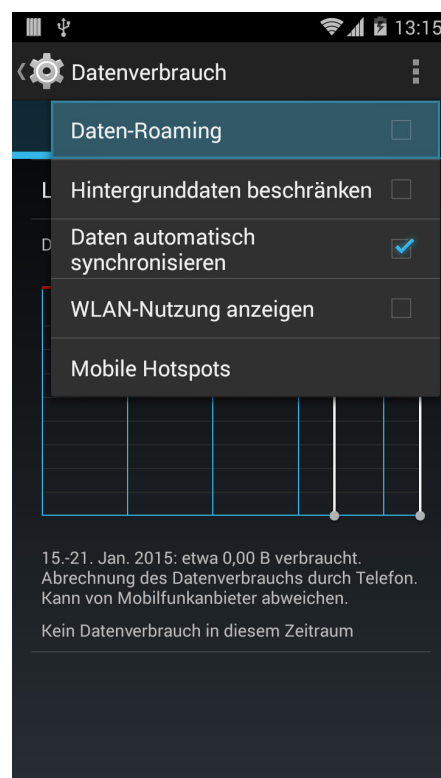 13:15
Datenverbrauch
Daten-Roaming
L
Hintergrunddaten beschränken
D
Daten automatisch
synchronisieren
WLAN-Nutzung anzeigen
Mobile Hotspots
15.-21. Jan. 2015: etwa 0,00 B verbraucht.
Abrechnung des Datenverbrauchs durch Telefon.
Kann von Mobilfunkanbieter abweichen.
Kein Datenverbrauch in diesem Zeitraum